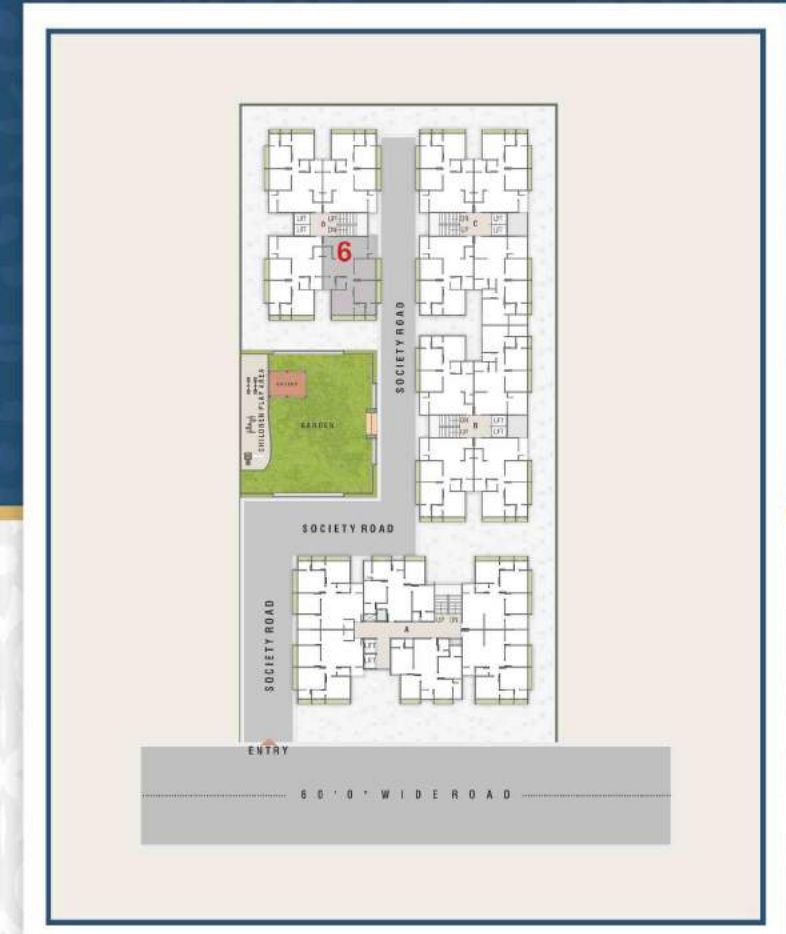 LIFT D UP
LIFT DN
DN C LIFT
UP LIFT
6
SOCIETY ROAD
CHILDREN PLAY AREA
GAZEBO
GARDEN
DN B LIFT
UP LIFT
SOCIETY ROAD
SOCIETY ROAD
UP DN
A
LIFT
LIFT
ENTRY
60'0" WIDE ROAD